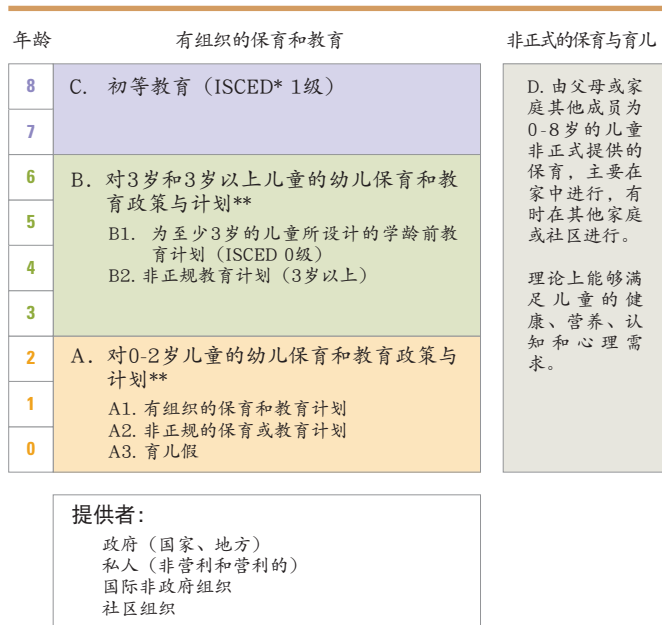 年龄
有组织的保育和教育
非正式的保育与育儿
8
7
6
5
4
3
2
1
0
C. 初等教育（ISCED* 1级）
B. 对3岁和3岁以上儿童的幼儿保育和教
育政策与计划**
B1. 为至少3岁的儿童所设计的学龄前教
育计划（ISCED 0级）
B2. 非正规教育计划（3岁以上）
A. 对0-2岁儿童的幼儿保育和教育政策与
计划**
A1. 有组织的保育和教育计划
A2. 非正规的保育或教育计划
A3. 育儿假
D. 由父母或家
庭其他成员为
0-8岁的儿童
非正式提供的
保育，主要在
家中进行，有
时在其他家庭
或社区进行。
理论上能够满
足儿童的健
康、营养、认
知和心理需
求。
提供者：
政府（国家、地方）
私人（非营利和营利的）
国际非政府组织
社区组织